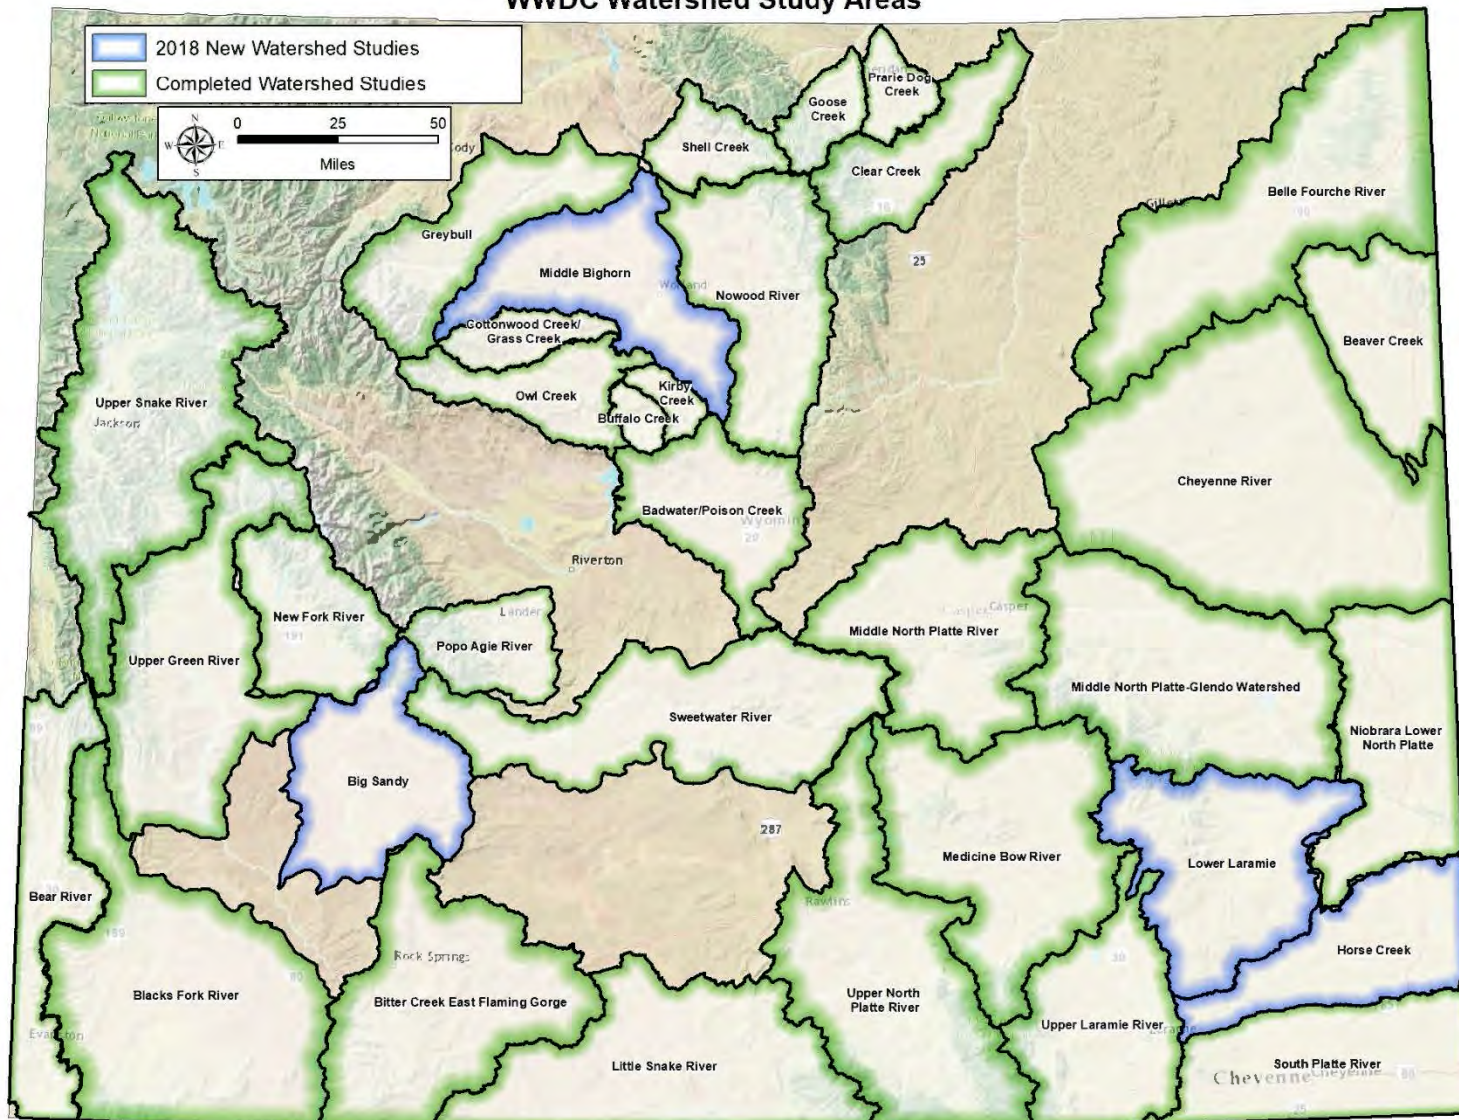 WWDC Watershed Study Areas
2018 New Watershed Studies
Completed Watershed Studies
N
W
E
S
0
25
50
Miles
Prarie Dog
Creek
Goose
Creek
Shell Creek
Clear Creek
Belle Fourche River
Greybull
Middle Bighorn
Nowood River
25
Cottonwood Creek/
Grass Creek
Beaver Creek
Owl Creek
Kirby
Creek
Buffalo Creek
Upper Snake River
Jackson
Cheyenne River
Badwater/Poison Creek
Wyoming
Riverton
New Fork River
Lander
Casper
Popo Agie River
Middle North Platte River
Upper Green River
Middle North Platte-Glendo Watershed
Sweetwater River
Niobrara Lower
North Platte
Big Sandy
287
Medicine Bow River
Lower Laramie
Bear River
Rawlins
Horse Creek
Rock Springs
Blacks Fork River
Bitter Creek East Flaming Gorge
Upper North
Platte River
30
Upper Laramie River
Laramie
Evanston
Little Snake River
South Platte River
Cheyenne
Cheyenne
80